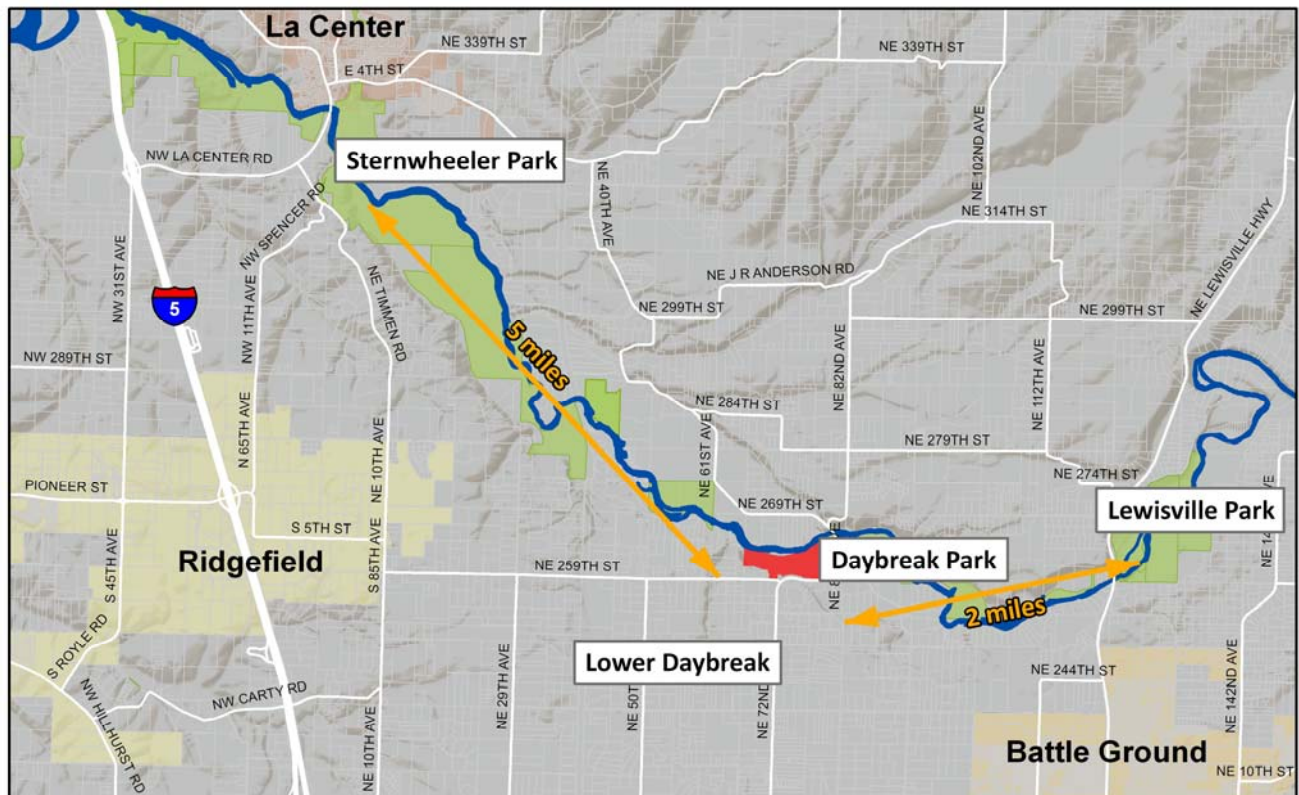 La Center
NE 339TH ST
NE 339TH ST
E 4TH ST
NW LA CENTER RD
Sternwheeler Park
NE 40TH AVE
NE 102ND AVE
NE 314TH ST
NE LEWISVILLE HWY
NW SPENCER RD
NW 31ST AVE
NW 11TH AVE
NE TIMMEN RD
NE J R ANDERSON RD
NE 299TH ST
NE 299TH ST
5
5 miles
NE 82ND AVE
NE 112TH AVE
NW 289TH ST
NE 284TH ST
NE 61ST AVE
NE 279TH ST
NE 274TH ST
N 65TH AVE
NE 10TH AVE
PIONEER ST
S 5TH ST
NE 269TH ST
Lewisville Park
NE 14
S 45TH AVE
Ridgefield
S 85TH AVE
NE 259TH ST
Daybreak Park
NE 8
E
2 miles
S ROYLE RD
Lower Daybreak
NE 244TH ST
NE 142ND AVE
NW CARTY RD
NW HILLHURST RD
NE 10TH AVE
NE 29TH AVE
NE 50T
NE 72ND
Battle Ground
NE 10TH ST